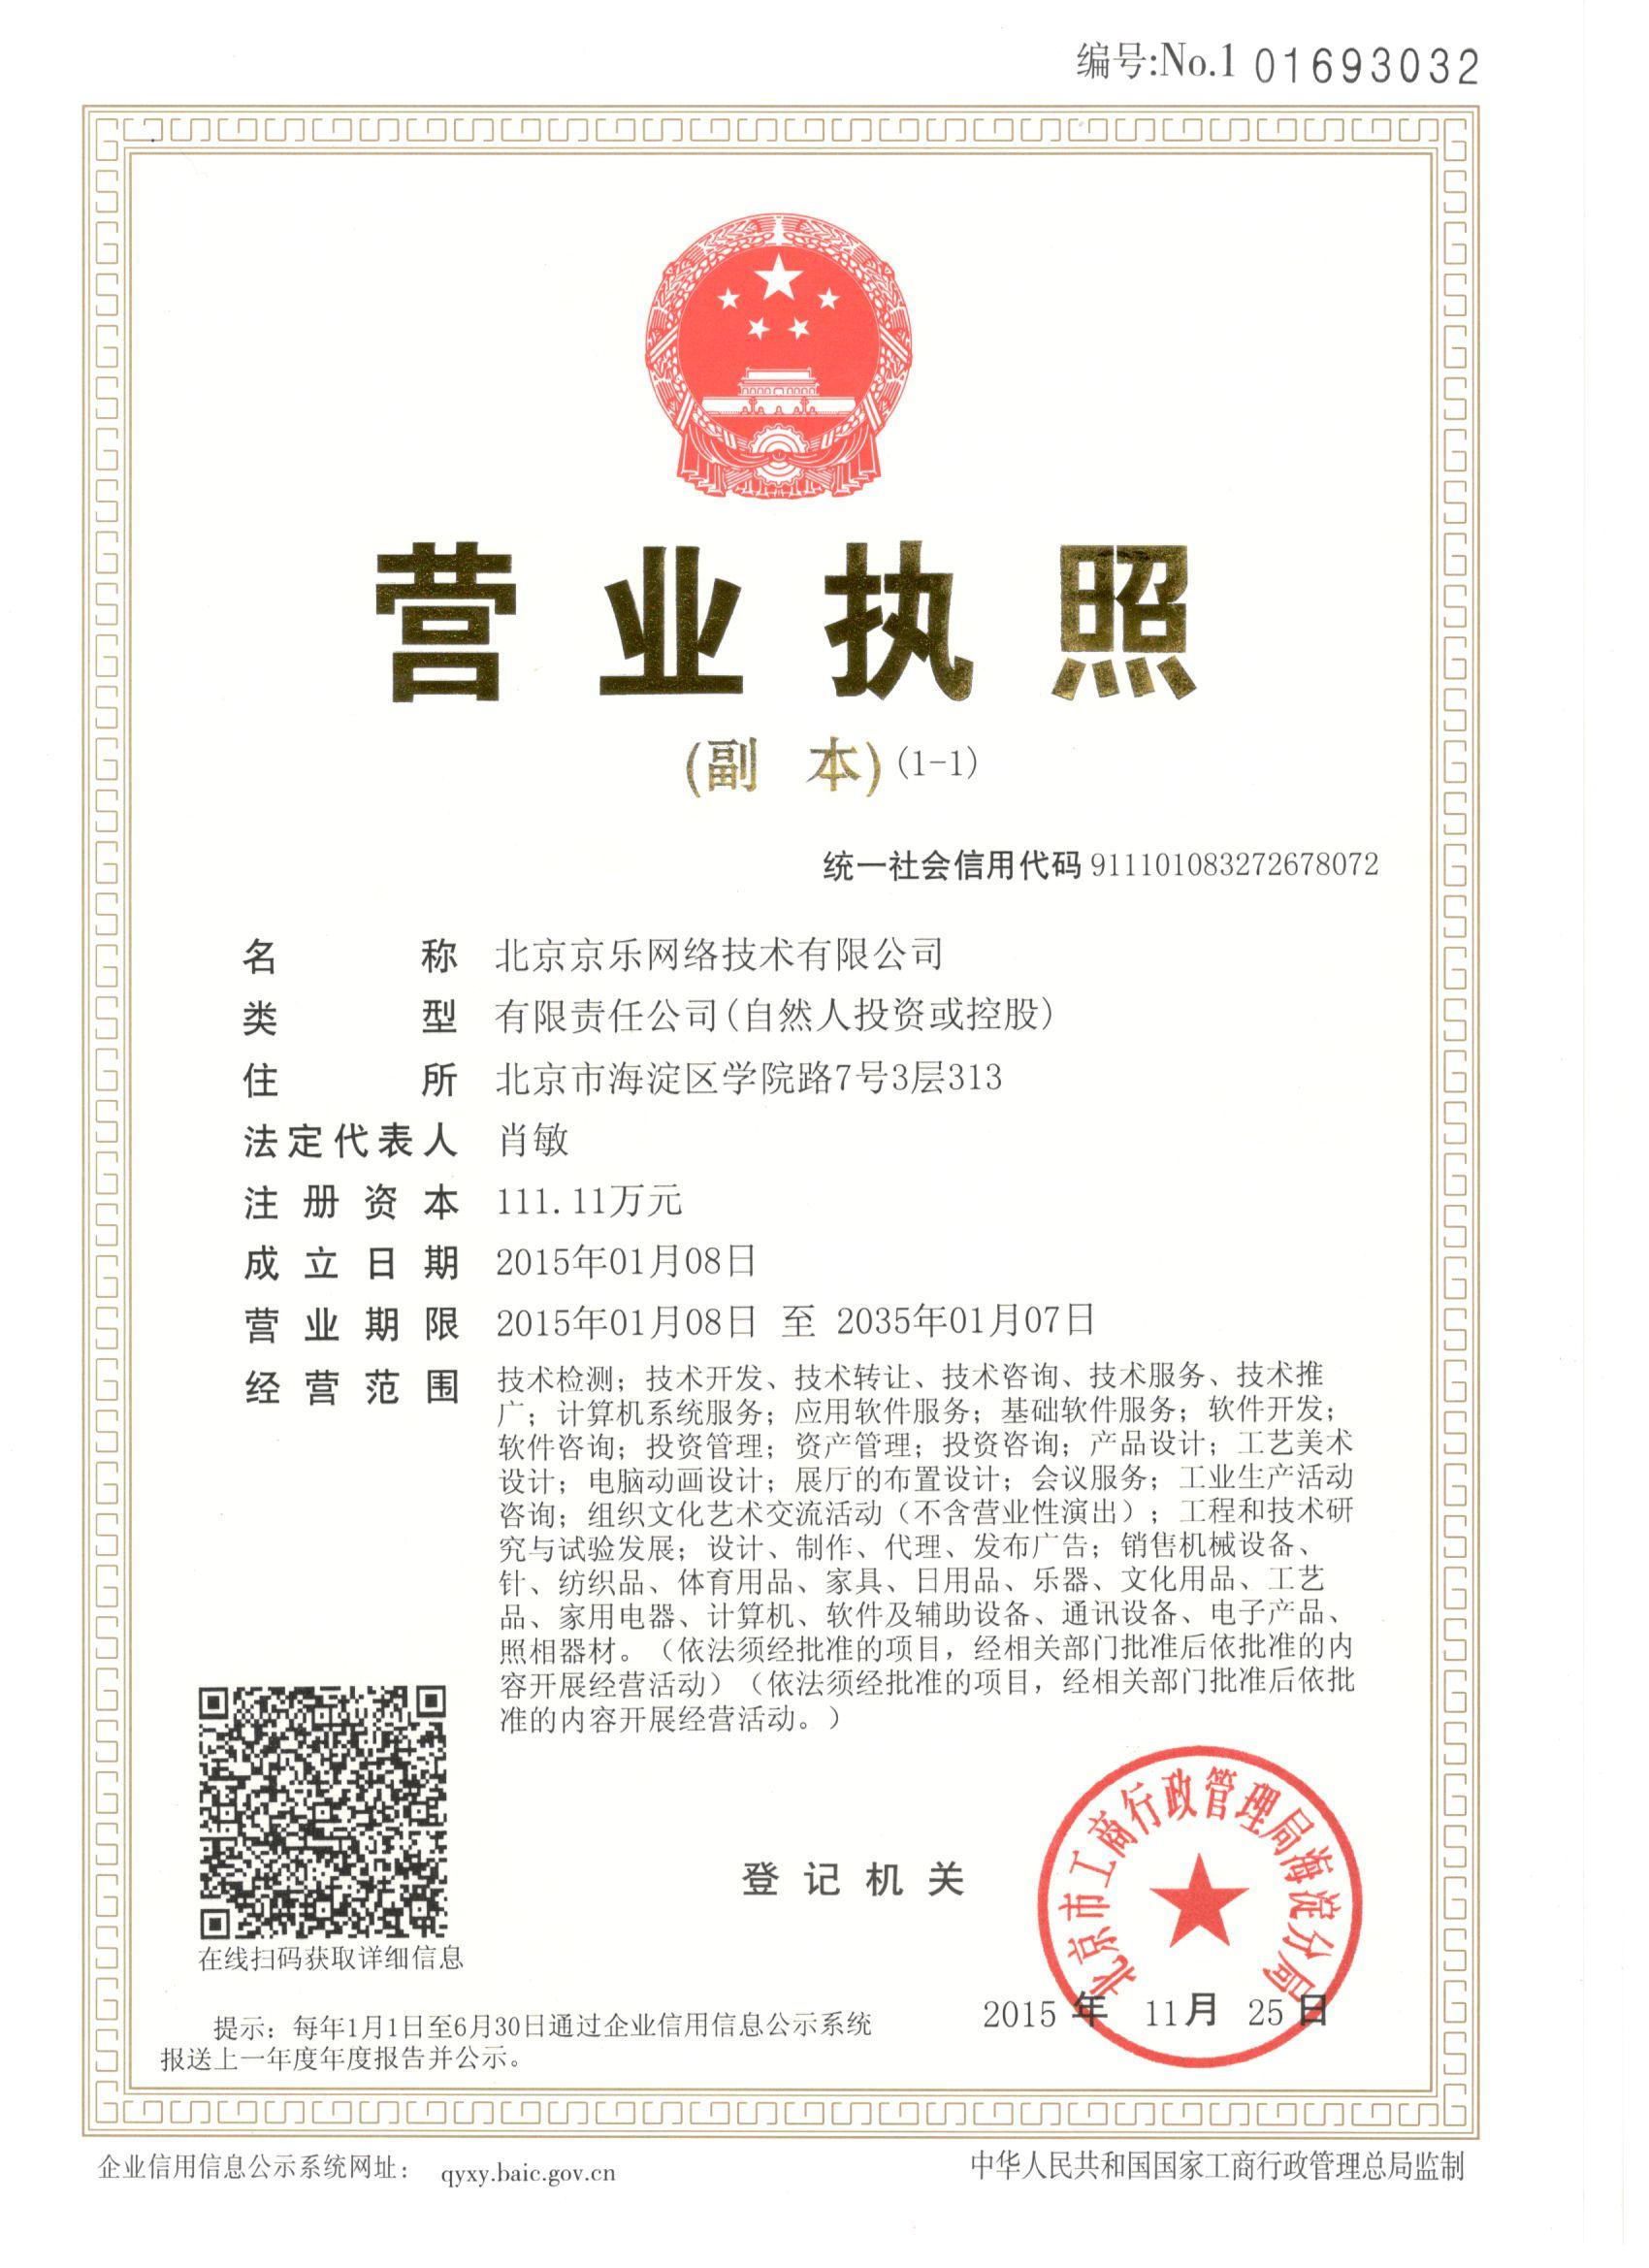 编号:No.1 01693032
营业执照
(副 本)(1-1)
统一社会信用代码 911101083272678072
名 称 北京京乐网络技术有限公司
类 型 有限责任公司(自然人投资或控股)
住 所 北京市海淀区学院路7号3层313
法定代表人 肖敏
注册资本 111.11万元
成立日期 2015年01月08日
营业期限 2015年01月08日 至 2035年01月07日
经营范围 技术检测；技术开发、技术转让、技术咨询、技术服务、技术推
广；计算机系统服务；应用软件服务；基础软件服务；软件开发；
软件咨询；投资管理；资产管理；投资咨询；产品设计；工艺美术
设计；电脑动画设计；展厅的布置设计；会议服务；工业生产活动
咨询；组织文化艺术交流活动（不含营业性演出）；工程和技术研
究与试验发展；设计、制作、代理、发布广告；销售机械设备、
针、纺织品、体育用品、家具、日用品、乐器、文化用品、工艺
品、家用电器、计算机、软件及辅助设备、通讯设备、电子产品、
照相器材。（依法须经批准的项目，经相关部门批准后依批准的内
容开展经营活动）（依法须经批准的项目，经相关部门批准后依批
准的内容开展经营活动。）
在线扫码获取详细信息
登记机关
北京市工商行政管理局海淀分局
2015 年 11月 25日
提示：每年1月1日至6月30日通过企业信用信息公示系统
报送上一年度年度报告并公示。
企业信用信息公示系统网址： qyxy.baic.gov.cn
中华人民共和国国家工商行政管理总局监制